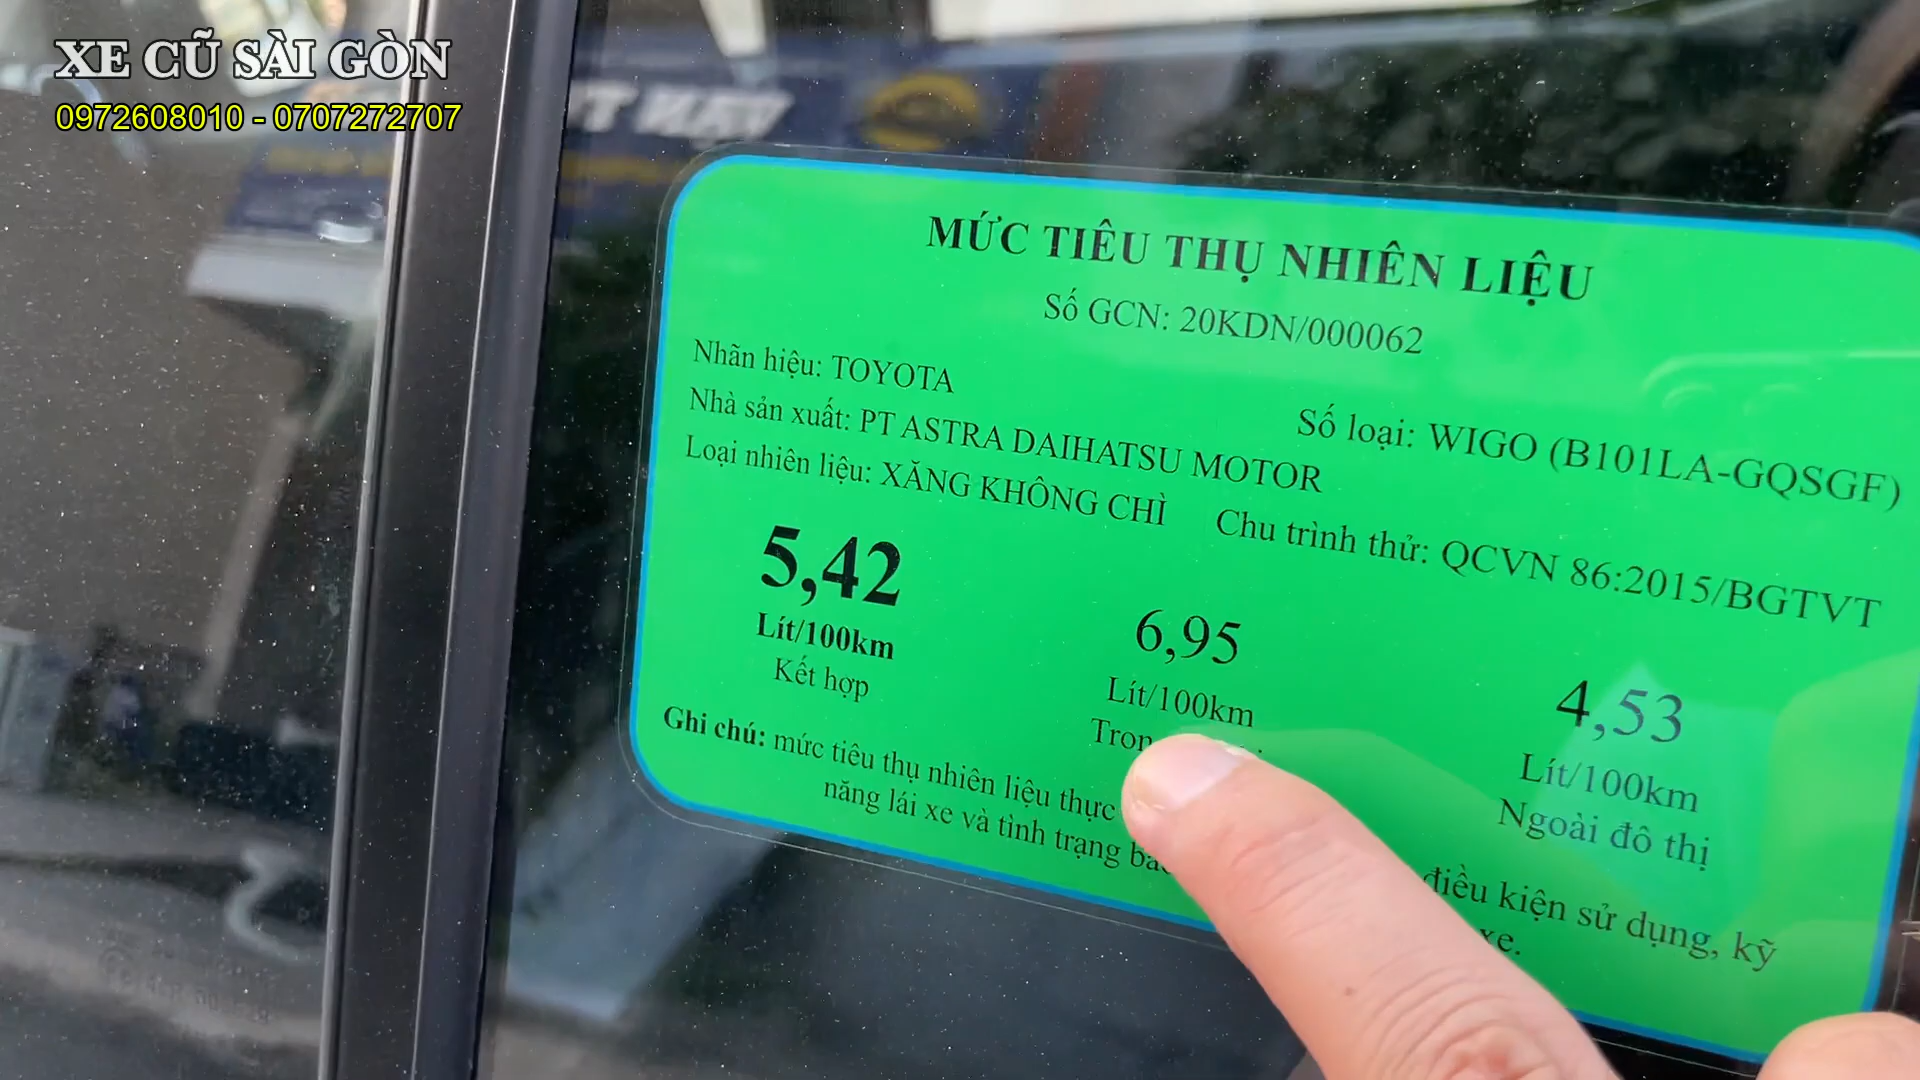 XE CŨ SÀI GÒN
0972608010 - 0707272707
MỨC TIÊU THỤ NHIÊN LIỆU
Số GCN: 20KDN/000062
Nhãn hiệu: TOYOTA
Số loại: WIGO (B101LA-GQSGF)
Nhà sản xuất: PT ASTRA DAIHATSU MOTOR
Loại nhiên liệu: XĂNG KHÔNG CHÌ
Chu trình thử: QCVN 86:2015/BGTVT
5,42
Lít/100km
Kết hợp
6,95
Lít/100km
4,53
Lít/100km
Ngoài đô thị
Ghi chú: mức tiêu thụ nhiên liệu thực điều kiện sử dụng, kỹ
năng lái xe và tình trạng xe.